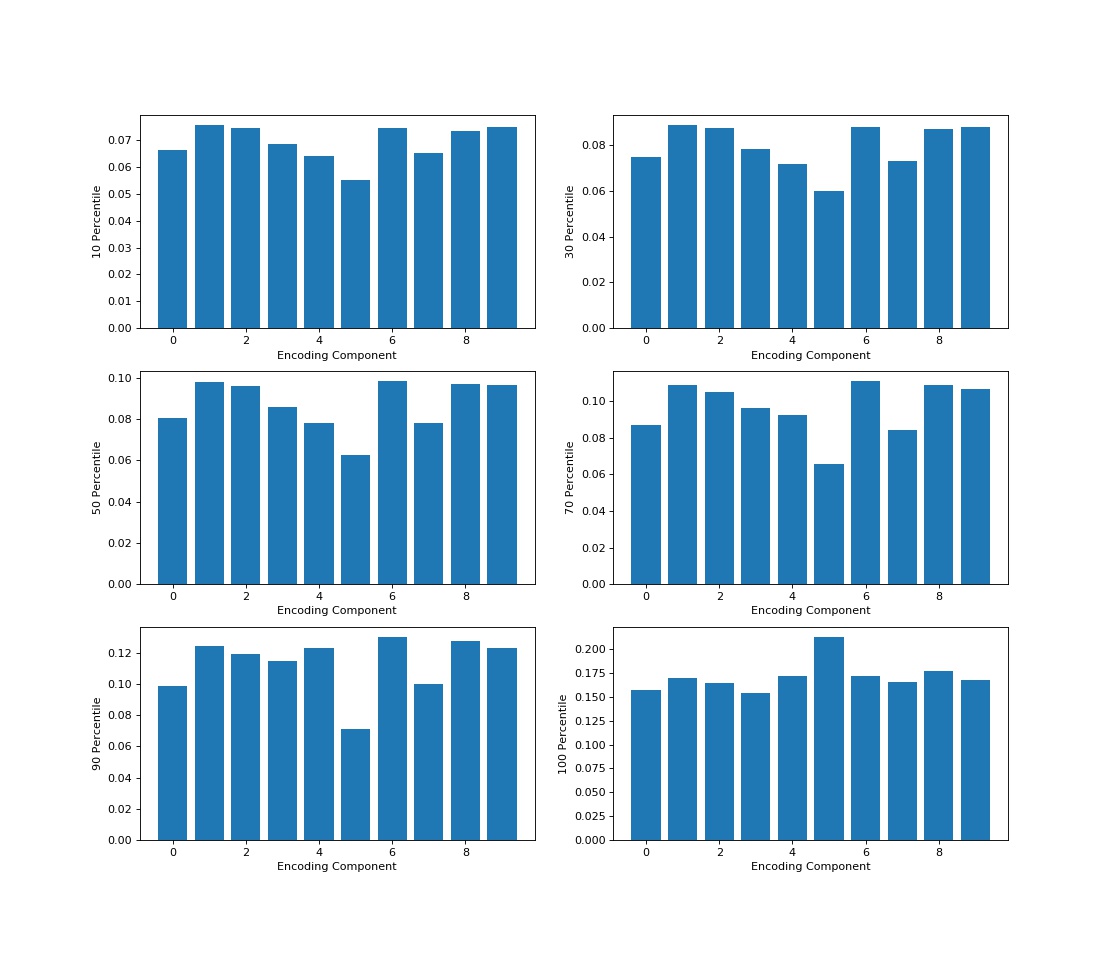 10 Percentile
0.07
0.06
0.05
0.04
0.03
0.02
0.01
0.00
0 2 4 6 8
Encoding Component
30 Percentile
0.08
0.06
0.04
0.02
0.00
0 2 4 6 8
Encoding Component
50 Percentile
0.10
0.08
0.06
0.04
0.02
0.00
0 2 4 6 8
Encoding Component
70 Percentile
0.10
0.08
0.06
0.04
0.02
0.00
0 2 4 6 8
Encoding Component
90 Percentile
0.12
0.10
0.08
0.06
0.04
0.02
0.00
0 2 4 6 8
Encoding Component
100 Percentile
0.200
0.175
0.150
0.125
0.100
0.075
0.050
0.025
0.000
0 2 4 6 8
Encoding Component